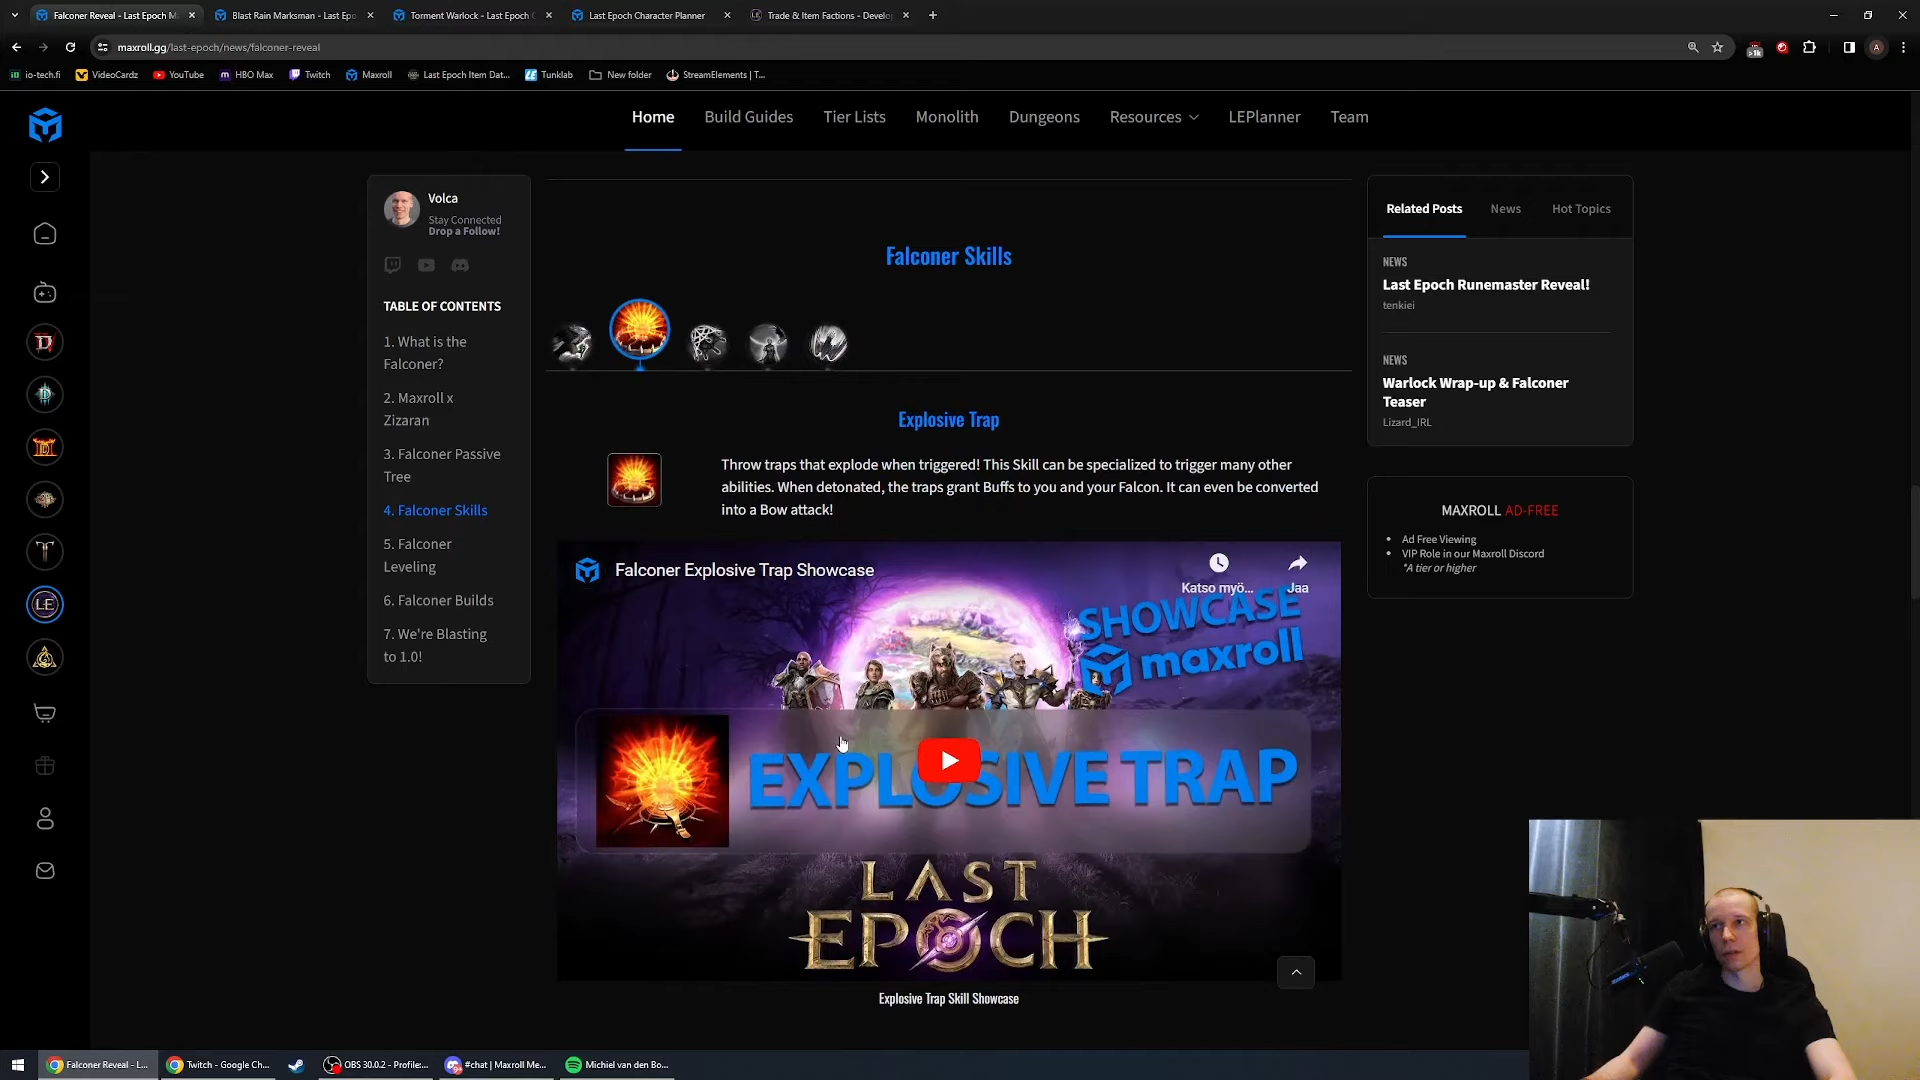 Falconer Reveal - Last Epoch M
Blast Rain Marksman - Last Epo
Torment Warlock - Last Epoch
Last Epoch Character Planner
Trade & Item Factions - Develo
maxroll.gg/last-epoch/news/falconer-reveal
>1k
A
io-tech.fi
VideoCardz
YouTube
HBO Max
Twitch
Maxroll
Last Epoch Item Dat...
Tunklab
New folder
StreamElements | T...
Home
Build Guides
Tier Lists
Monolith
Dungeons
Resources
LEPlanner
Team
Volca
Stay Connected
Drop a Follow!
TABLE OF CONTENTS
1. What is the
Falconer?
2. Maxroll x
Zizaran
3. Falconer Passive
Tree
4. Falconer Skills
5. Falconer
Leveling
6. Falconer Builds
7. We're Blasting
to 1.0!
Falconer Skills
Explosive Trap
Throw traps that explode when triggered! This Skill can be specialized to trigger many other
abilities. When detonated, the traps grant Buffs to you and your Falcon. It can even be converted
into a Bow attack!
Falconer Explosive Trap Showcase
Katso myö...
Jaa
SHOWCASE
maxroll
EXPLOSIVE TRAP
LAST
EPOCH
Explosive Trap Skill Showcase
Related Posts
News
Hot Topics
NEWS
Last Epoch Runemaster Reveal!
tenkiei
NEWS
Warlock Wrap-up & Falconer
Teaser
Lizard_IRL
MAXROLL AD-FREE
• Ad Free Viewing
• VIP Role in our Maxroll Discord
*A tier or higher
LE
Falconer Reveal - L...
Twitch - Google Ch...
OBS 30.0.2 - Profile:...
#chat | Maxroll Me...
Michiel van den Bo...